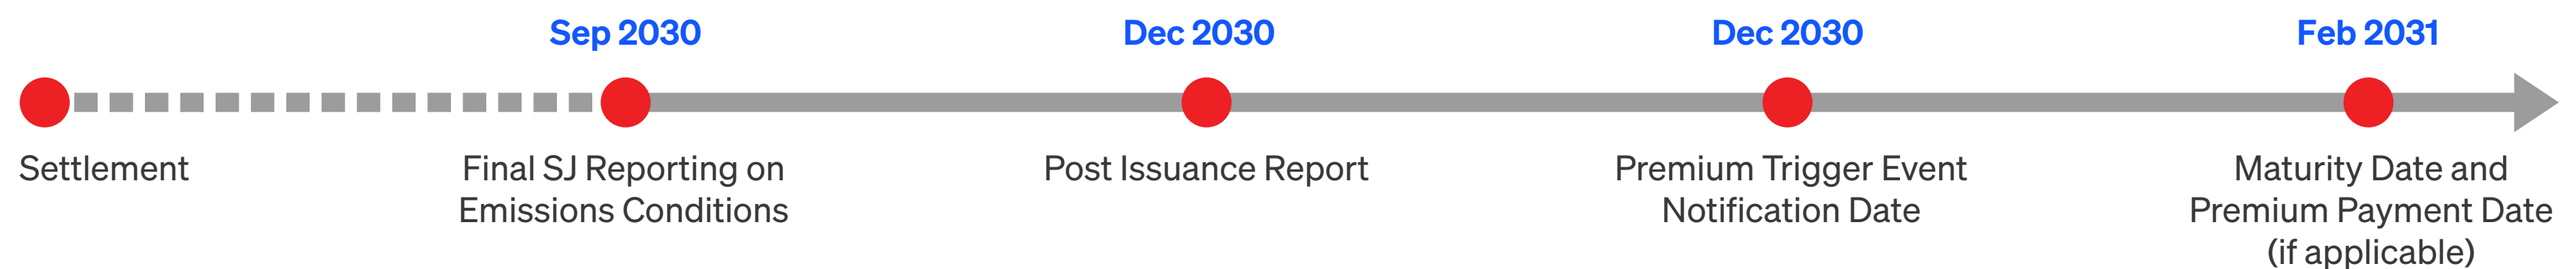 Sep 2030
Dec 2030
Dec 2030
Feb 2031
Settlement
Final SJ Reporting on
Emissions Conditions
Post Issuance Report
Premium Trigger Event
Notification Date
Maturity Date and
Premium Payment Date
(if applicable)